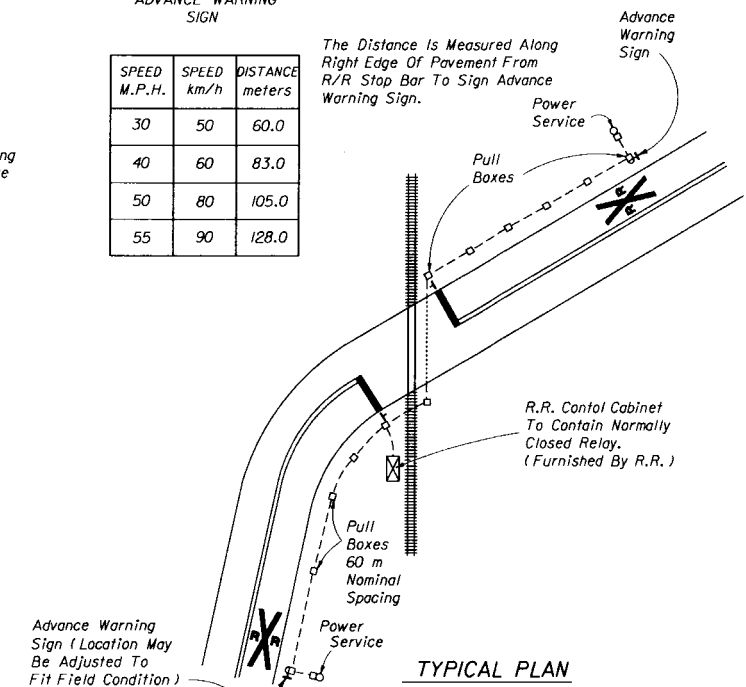 ADVANCE WARNING
SIGN
SPEED M.P.H. SPEED km/h DISTANCE meters
30 50 60.0
40 60 83.0
50 80 105.0
55 90 128.0
The Distance Is Measured Along
Right Edge Of Pavement From
R/R Stop Bar To Sign Advance
Warning Sign.
Advance
Warning
Sign
Power
Service
Pull
Boxes
R R
R.R. Contol Cabinet
To Contain Normally
Closed Relay.
(Furnished By R.R.)
Pull
Boxes
60 m
Nominal
Spacing
Advance Warning
Sign (Location May
Be Adjusted To
Fit Field Condition)
R R
Power
Service
TYPICAL PLAN